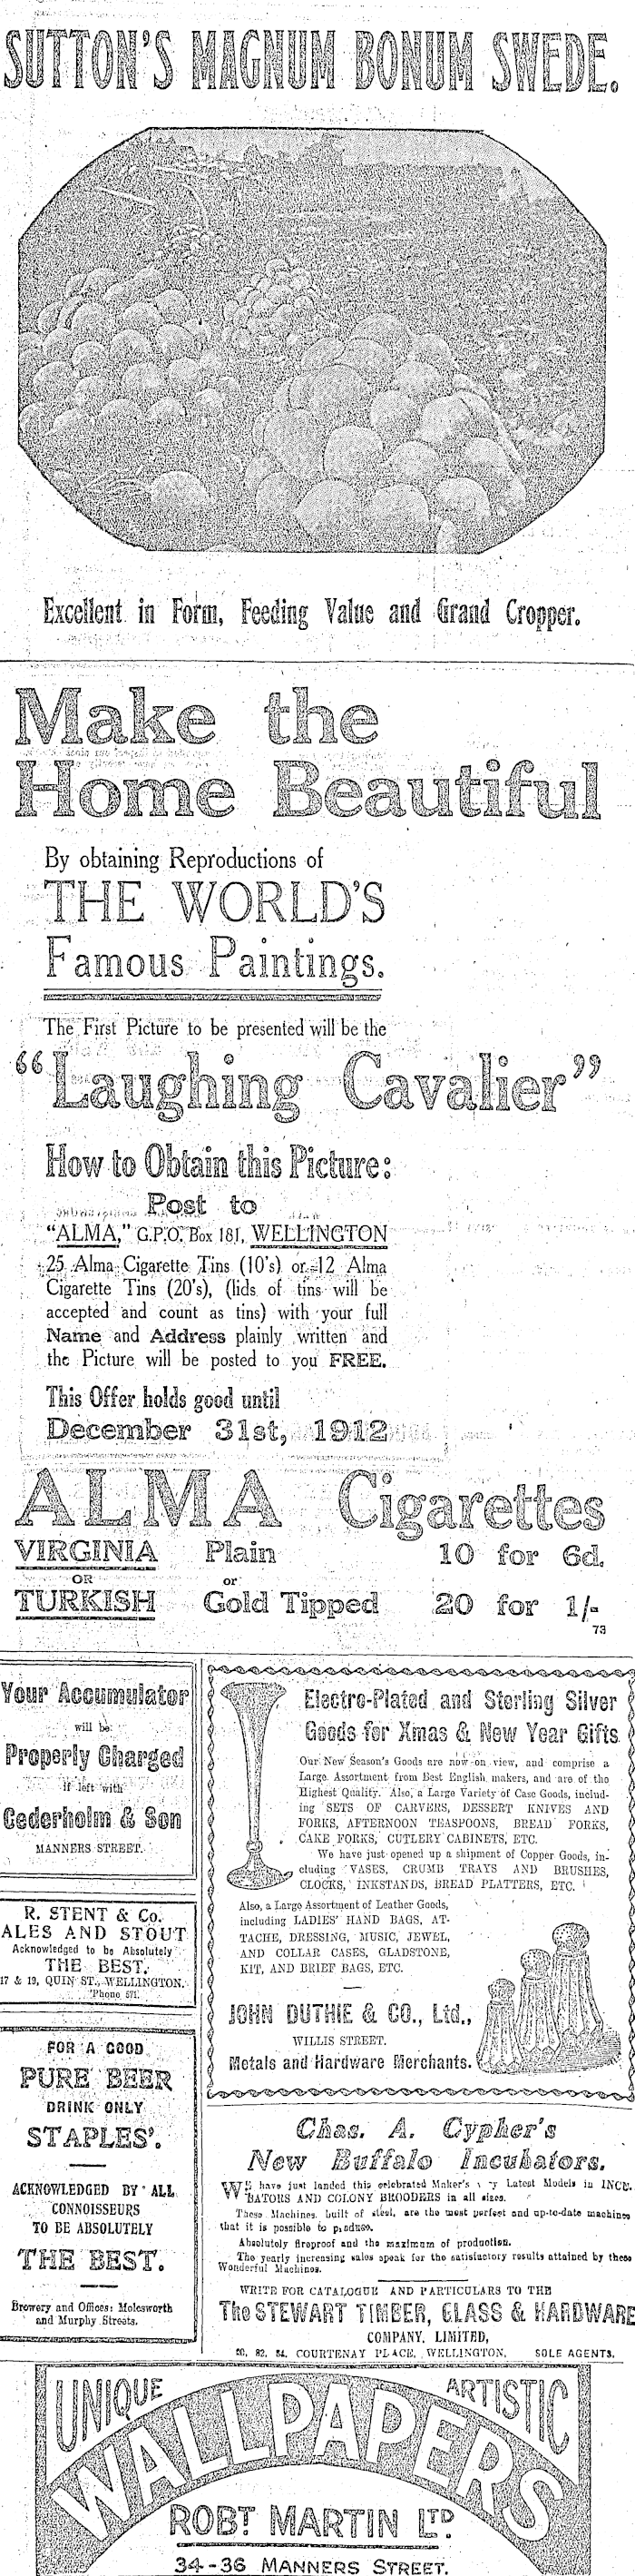 SUTTON'S MAGNUM BONUM SWEDE.
Excellent in Form, Feeding Value and Grand Cropper.
Make the
Home Beautiful
By obtaining Reproductions of
THE WORLD'S
Famous Paintings.
The First Picture to be presented will be the
“Laughing Cavalier”
How to Obtain this Picture:
Post to
“ALMA,” G.P.O. Box 181, WELLINGTON
25 Alma Cigarette Tins (10's) or 12 Alma
Cigarette Tins (20's), (lids of tins will be
accepted and count as tins) with your full
Name and Address plainly written and
the Picture will be posted to you FREE.
This Offer holds good until
December 31st, 1912
ALMA Cigarettes
VIRGINIA Plain 10 for 6d.
OR or
TURKISH Gold Tipped 20 for 1/-
73
Your Accumulator
will be
Properly Charged
if left with
Cederholm & Son
MANNERS STREET.
R. STENT & Co.
ALES AND STOUT
Acknowledged to be Absolutely
THE BEST.
17 & 19, QUIN ST., WELLINGTON.
'Phone 571.
FOR A GOOD
PURE BEER
DRINK ONLY
STAPLES'.
ACKNOWLEDGED BY ALL
CONNOISSEURS
TO BE ABSOLUTELY
THE BEST.
Brewery and Offices: Molesworth
and Murphy Streets.
Electro-Plated and Sterling Silver
Goods for Xmas & New Year Gifts
Our New Season's Goods are now on view, and comprise a
Large Assortment from Best English makers, and are of the
Highest Quality. Also, a Large Variety of Case Goods, includ-
ing SETS OF CARVERS, DESSERT KNIVES AND
FORKS, AFTERNOON TEASPOONS, BREAD FORKS,
CAKE FORKS, CUTLERY CABINETS, ETC.
We have just opened up a shipment of Copper Goods, in-
cluding VASES, CRUMB TRAYS AND BRUSHES,
CLOCKS, INKSTANDS, BREAD PLATTERS, ETC.
Also, a Large Assortment of Leather Goods,
including LADIES' HAND BAGS, AT-
TACHE, DRESSING, MUSIC, JEWEL,
AND COLLAR CASES, GLADSTONE,
KIT, AND BRIEF BAGS, ETC.
JOHN DUTHIE & CO., Ltd.,
WILLIS STREET.
Metals and Hardware Merchants.
Chas. A. Cypher's
New Buffalo Incubators.
WE have just landed this celebrated Maker's Latest Models in INCU-
BATORS AND COLONY BROODERS in all sizes.
These Machines, built of steel, are the most perfect and up-to-date machines
that it is possible to produce.
Absolutely fireproof and the maximum of production.
The yearly increasing sales speak for the satisfactory results attained by these
Wonderful Machines.
WRITE FOR CATALOGUE AND PARTICULARS TO THE
The STEWART TIMBER, GLASS & HARDWARE
COMPANY, LIMITED,
COURTENAY PLACE, WELLINGTON. SOLE AGENTS.
UNIQUE ARTISTIC
WALLPAPERS
ROBT MARTIN LTD.
34-36 MANNERS STREET.